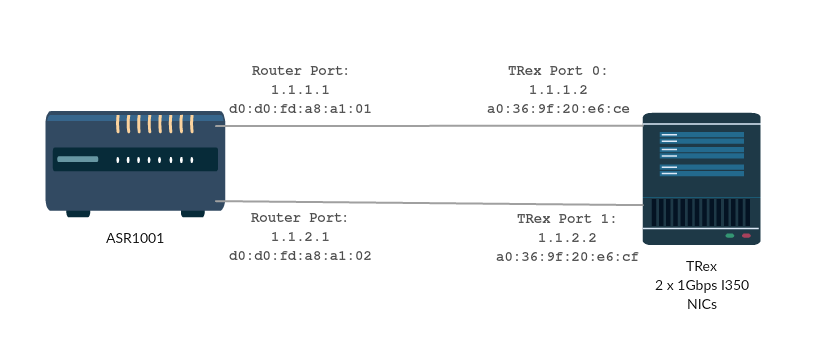 Router Port:
1.1.1.1
d0:d0:fd:a8:a1:01
TRex Port 0:
1.1.1.2
a0:36:9f:20:e6:ce
Router Port:
1.1.2.1
d0:d0:fd:a8:a1:02
TRex Port 1:
1.1.2.2
a0:36:9f:20:e6:cf
ASR1001
TRex
2 x 1Gbps I350
NICs